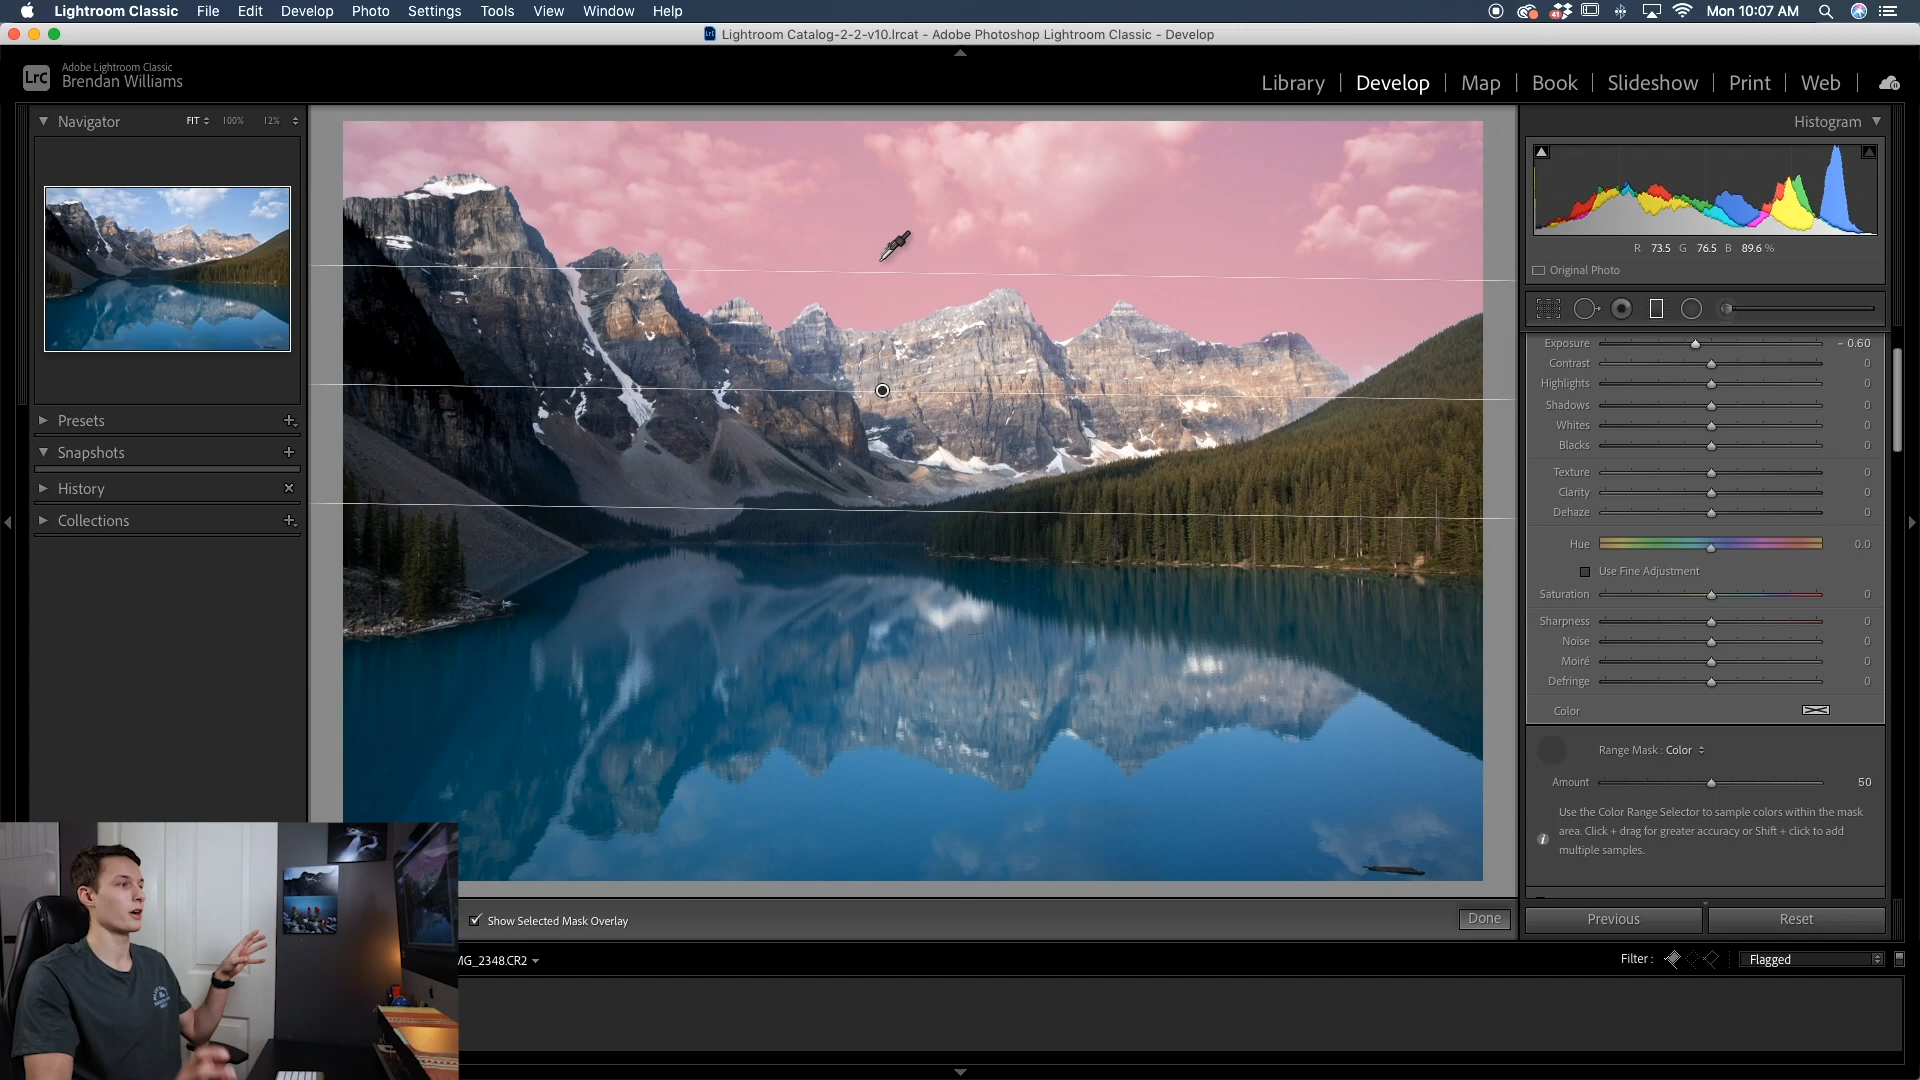 Lightroom Classic File Edit Develop Photo Settings Tools View Window Help
41 Mon 10:07 AM
Lightroom Catalog-2-2-v10.lrcat - Adobe Photoshop Lightroom Classic - Develop
LrC
Adobe Lightroom Classic
Brendan Williams
Library Develop Map Book Slideshow Print Web
Navigator FIT 100% 12%
Histogram
R 73.5 G 76.5 B 89.6 %
Original Photo
Exposure - 0.60
Contrast 0
Highlights 0
Shadows 0
Whites 0
Blacks 0
Texture 0
Clarity 0
Dehaze 0
Hue 0.0
Use Fine Adjustment
Saturation 0
Sharpness 0
Noise 0
Moiré 0
Defringe 0
Color
Range Mask : Color
Amount 50
Use the Color Range Selector to sample colors within the mask
area. Click + drag for greater accuracy or Shift + click to add
multiple samples.
Presets
Snapshots
History
Collections
Show Selected Mask Overlay
Done
Previous
Reset
MG_2348.CR2
Filter :
Flagged